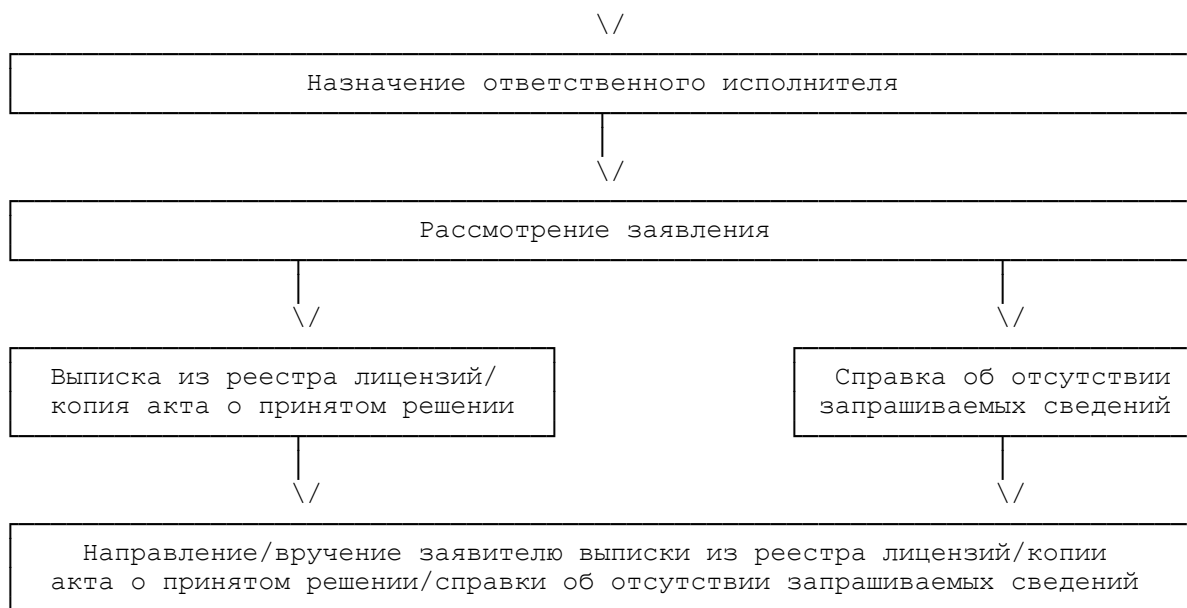 Назначение ответственного исполнителя
Рассмотрение заявления
Выписка из реестра лицензий/
копия акта о принятом решении
Справка об отсутствии
запрашиваемых сведений
Направление/вручение заявителю выписки из реестра лицензий/копии
акта о принятом решении/справки об отсутствии запрашиваемых сведений